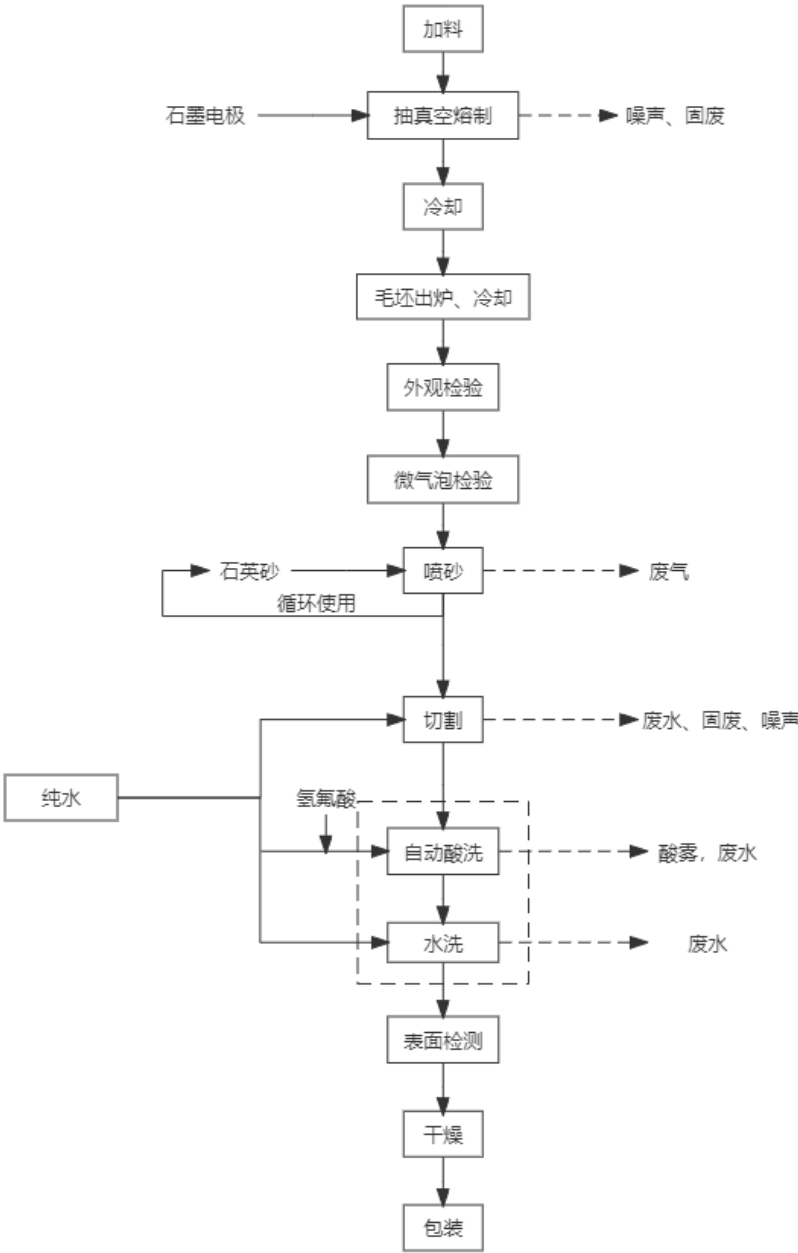 加料
石墨电极
抽真空熔制
噪声、固废
冷却
毛坯出炉、冷却
外观检验
微气泡检验
石英砂
喷砂
废气
循环使用
切割
废水、固废、噪声
纯水
氢氟酸
自动酸洗
酸雾，废水
水洗
废水
表面检测
干燥
包装